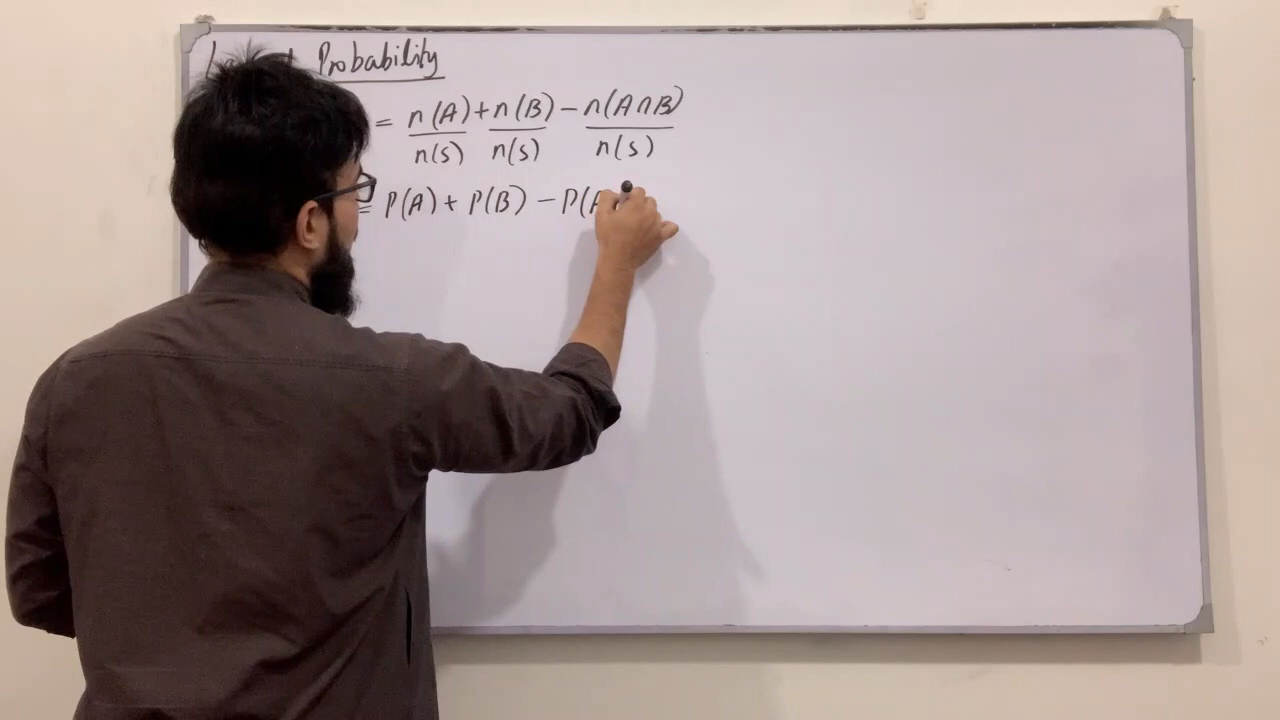 Probability
= n(A)/n(s) + n(B)/n(s) - n(A∩B)/n(s)
= P(A) + P(B) - P(A